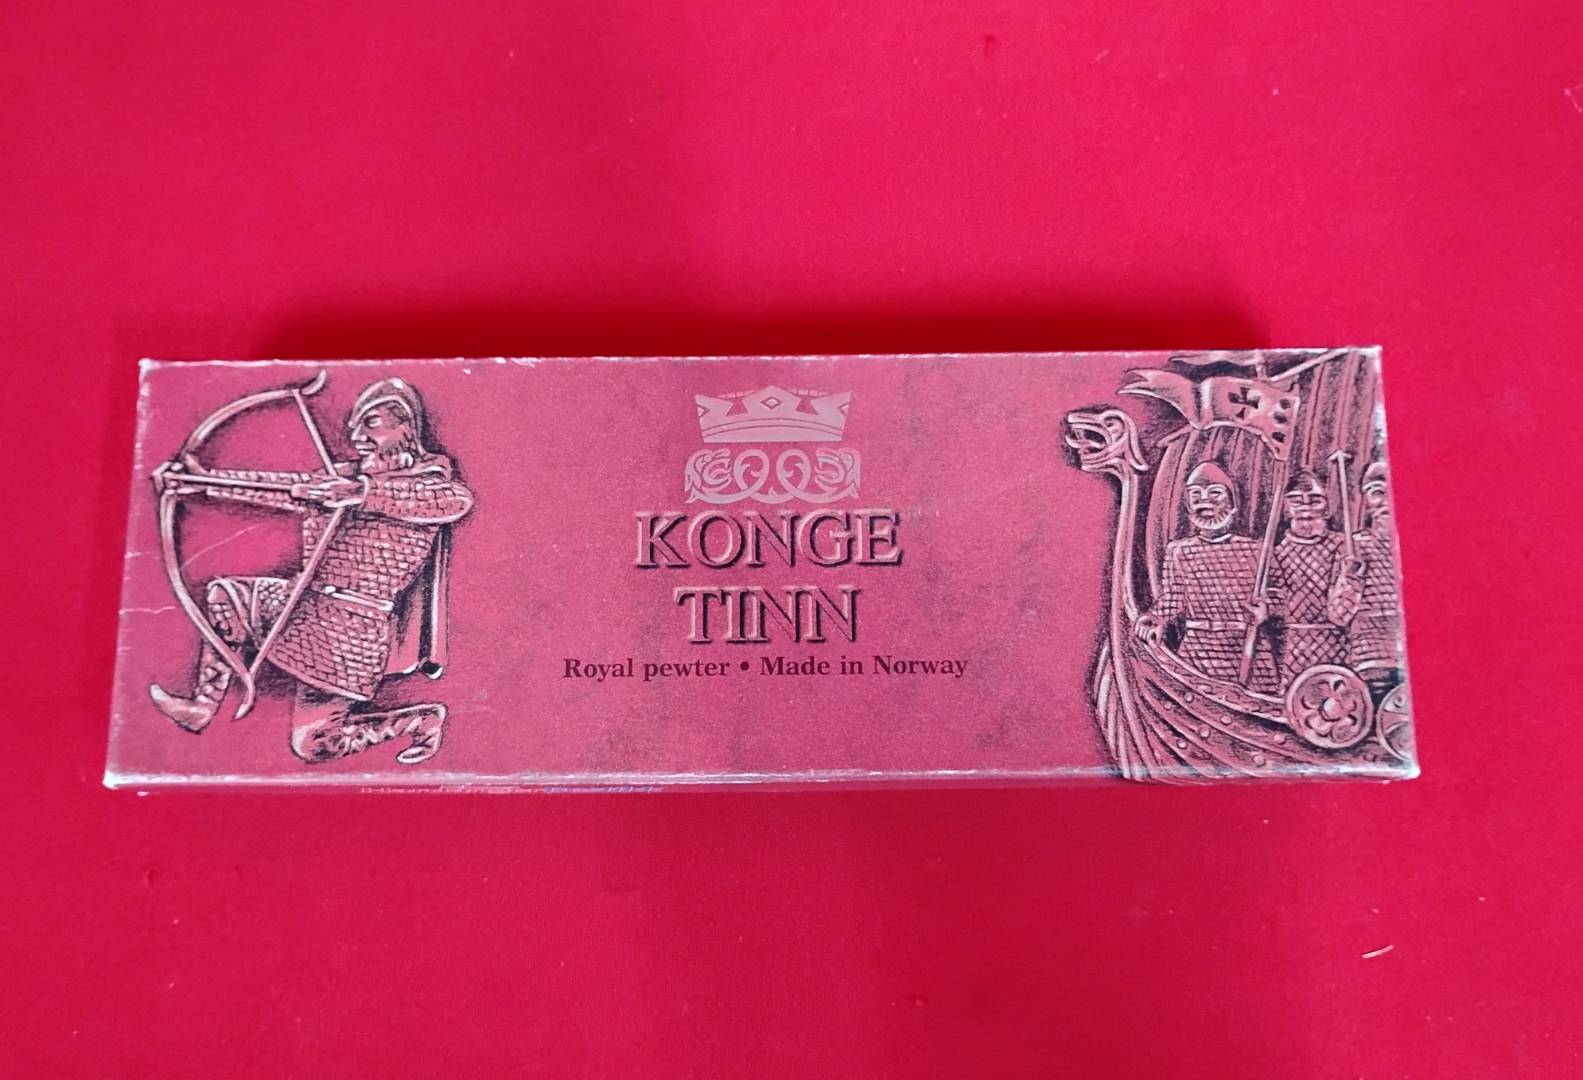 KONGE
TINN
Royal pewter • Made in Norway